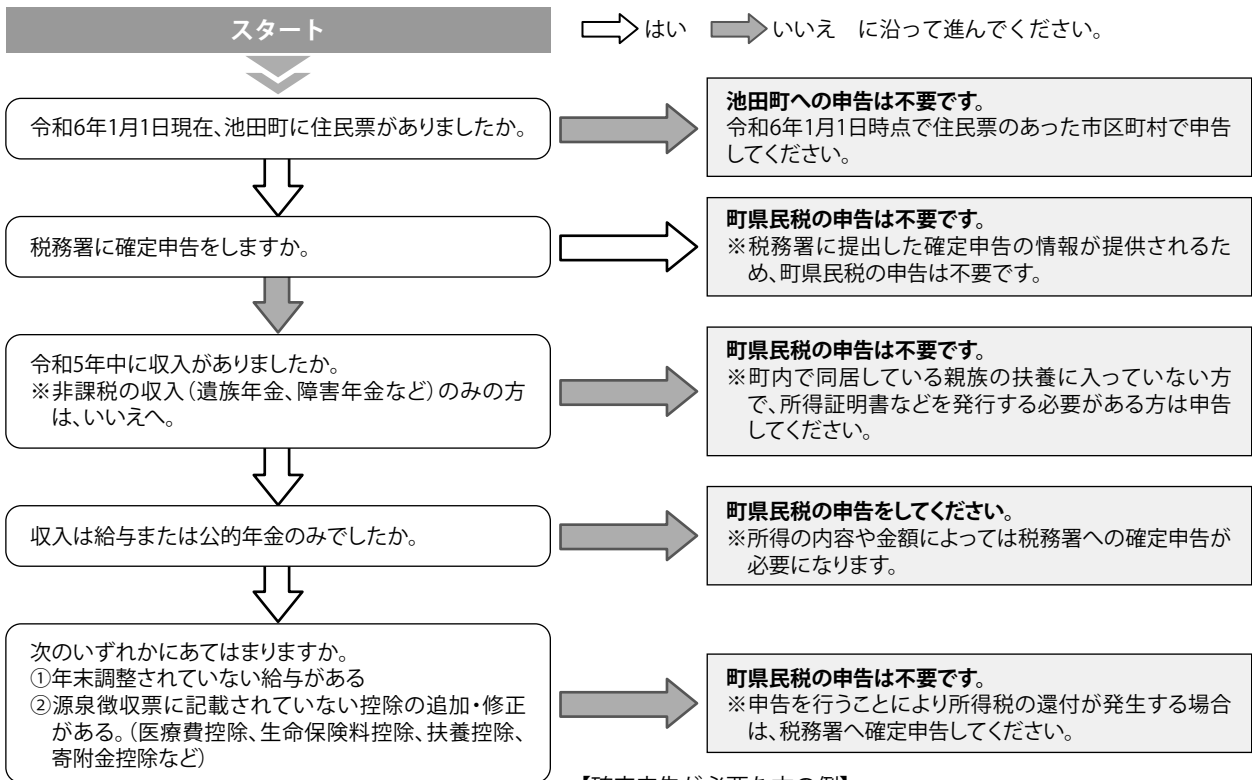 スタート
はい　いいえ　に沿って進んでください。
令和6年1月1日現在、池田町に住民票がありましたか。
池田町への申告は不要です。
令和6年1月1日時点で住民票のあった市区町村で申告
してください。
税務署に確定申告をしますか。
町県民税の申告は不要です。
※税務署に提出した確定申告の情報が提供されるた
め、町県民税の申告は不要です。
令和5年中に収入がありましたか。
※非課税の収入（遺族年金、障害年金など）のみの方
は、いいえへ。
町県民税の申告は不要です。
※町内で同居している親族の扶養に入っていない方
で、所得証明書などを発行する必要がある方は申告
してください。
収入は給与または公的年金のみでしたか。
町県民税の申告をしてください。
※所得の内容や金額によっては税務署への確定申告が
必要になります。
次のいずれかにあてはまりますか。
①年末調整されていない給与がある
②源泉徴収票に記載されていない控除の追加・修正
がある。（医療費控除、生命保険料控除、扶養控除、
寄附金控除など）
町県民税の申告は不要です。
※申告を行うことにより所得税の還付が発生する場合
は、税務署へ確定申告してください。
【確定申告が必要な方の例】